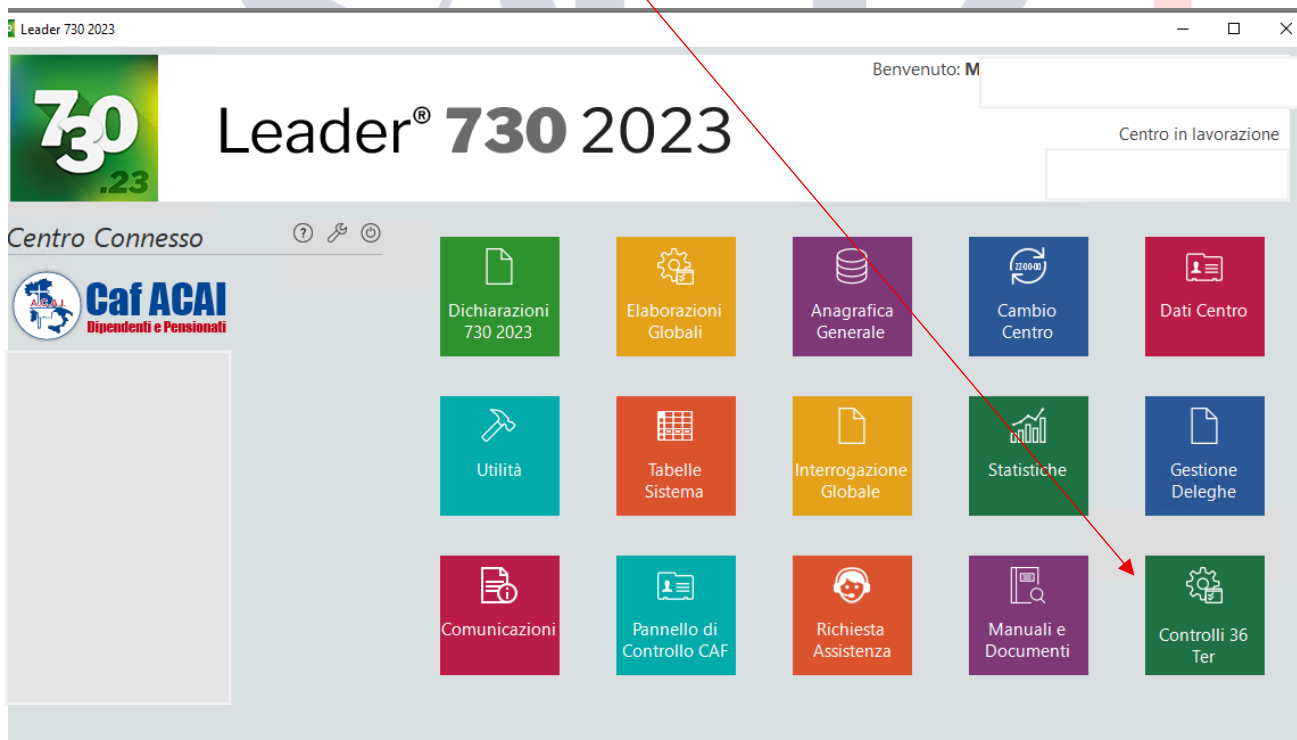 Leader 730 2023
Benvenuto: M
730
.23
Leader® 730 2023
Centro in lavorazione
Centro Connesso
A.C.A.I.
Caf ACAI
Dipendenti e Pensionati
Dichiarazioni
730 2023
Elaborazioni
Globali
Anagrafica
Generale
Cambio
Centro
Dati Centro
Utilità
Tabelle
Sistema
Interrogazione
Globale
Statistiche
Gestione
Deleghe
Comunicazioni
Pannello di
Controllo CAF
Richiesta
Assistenza
Manuali e
Documenti
Controlli 36
Ter